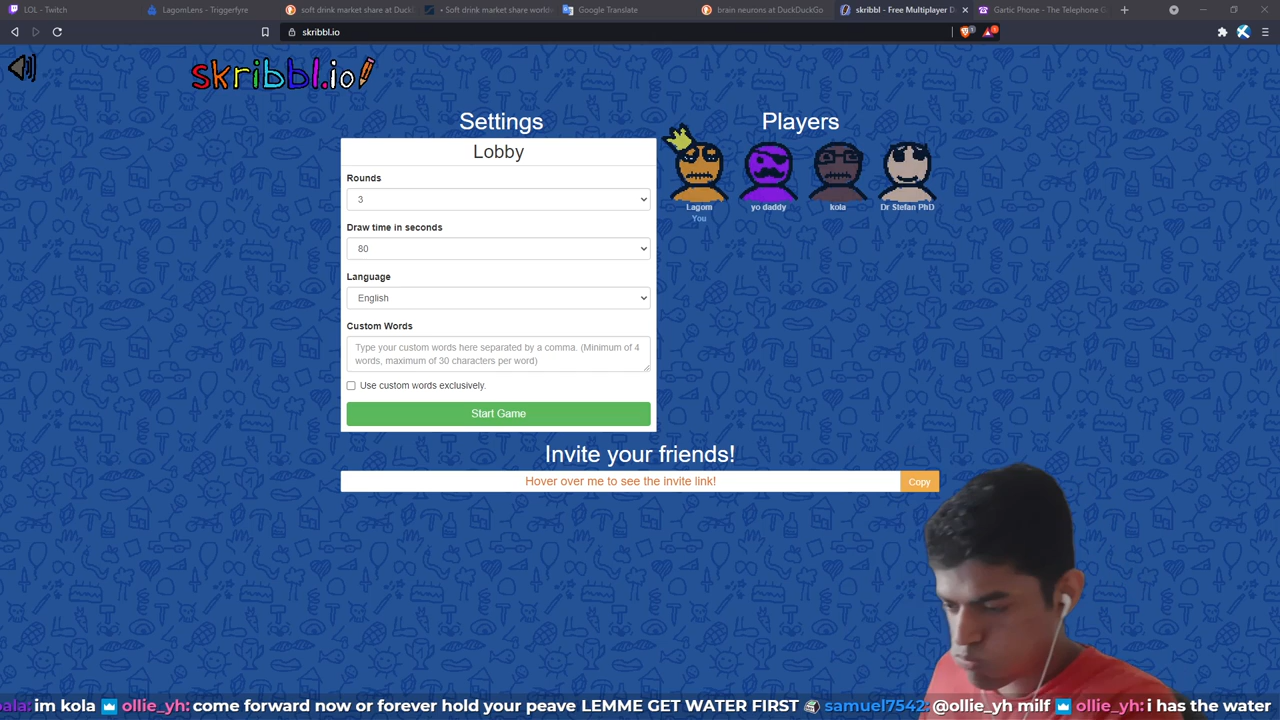 LOL - Twitch
LagomLens - Triggerfyre
soft drink market share at DuckD
• Soft drink market share worldw
Google Translate
brain neurons at DuckDuckGo
skribbl - Free Multiplayer D
Gartic Phone - The Telephone G
skribbl.io
skribbl.io
Settings
Players
Lobby
Rounds
3
Draw time in seconds
80
Language
English
Custom Words
Type your custom words here separated by a comma. (Minimum of 4
words, maximum of 30 characters per word)
Use custom words exclusively.
Start Game
Lagom
You
yo daddy
kola
Dr Stefan PhD
Invite your friends!
Hover over me to see the invite link!
Copy
pala: im kola ollie_yh: come forward now or forever hold your peave LEMME GET WATER FIRST samuel7542: @ollie_yh milf ollie_yh: i has the water